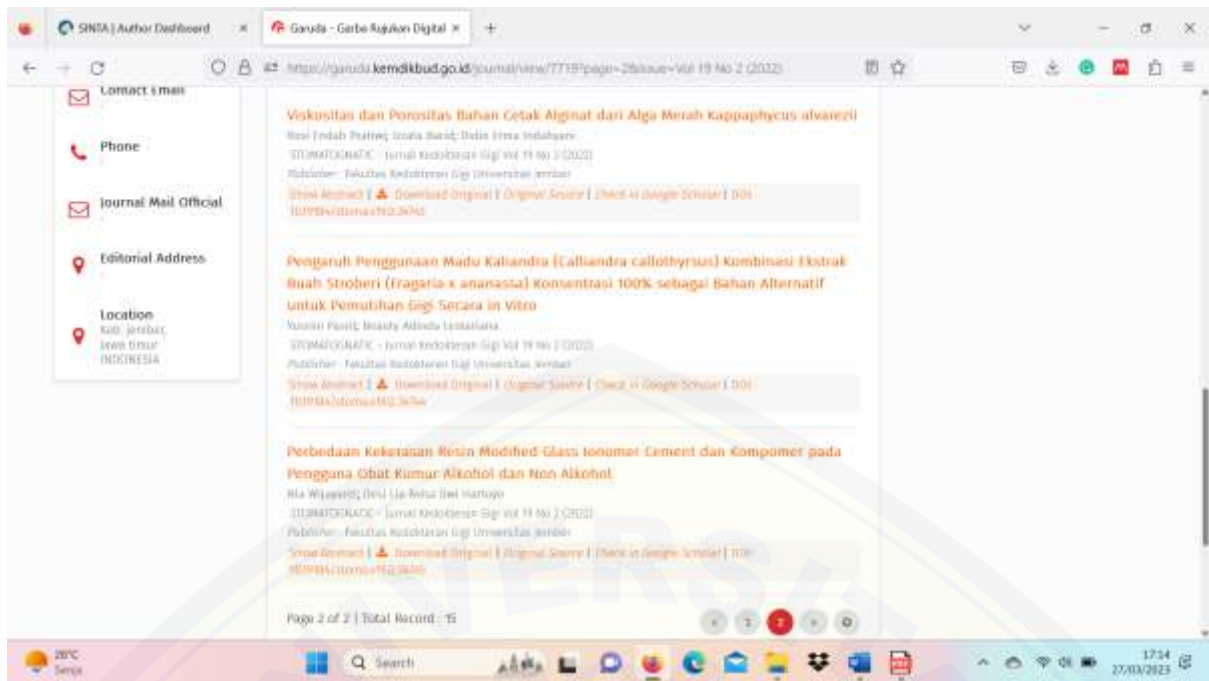 SINTA | Author Dashboard
Garuda - Garba Rujukan Digital
https://garuda.kemdikbud.go.id/journal/view/7719?page=2&issue=Vol 19 No 2 (2022)
Contact Email
Phone
Journal Mail Official
Editorial Address
Location
Kab. jember,
Jawa timur
INDONESIA
Viskositas dan Porositas Bahan Cetak Alginat dari Alga Merah Kappaphycus alvarezii
STOMATOGNATIC - Jurnal Kedokteran Gigi Vol 19 No 2 (2022)
Publisher : Fakultas Kedokteran Gigi Universitas Jember
Show Abstract | Download Original | Original Source | Check in Google Scholar | DOI:
Pengaruh Penggunaan Madu Kaliandra (Calliandra callothyrsus) Kombinasi Ekstrak
Buah Stroberi (fragaria x ananassa) Konsentrasi 100% sebagai Bahan Alternatif
untuk Pemutihan Gigi Secara in Vitro
STOMATOGNATIC - Jurnal Kedokteran Gigi Vol 19 No 2 (2022)
Publisher : Fakultas Kedokteran Gigi Universitas Jember
Show Abstract | Download Original | Original Source | Check in Google Scholar | DOI:
Perbedaan Kekerasan Resin Modified Glass Ionomer Cement dan Kompomer pada
Pengguna Obat Kumur Alkohol dan Non Alkohol
STOMATOGNATIC - Jurnal Kedokteran Gigi Vol 19 No 2 (2022)
Publisher : Fakultas Kedokteran Gigi Universitas Jember
Show Abstract | Download Original | Original Source | Check in Google Scholar | DOI:
Page 2 of 2 | Total Record : 15
1 2
Senja
Search
17:14
27/03/2023